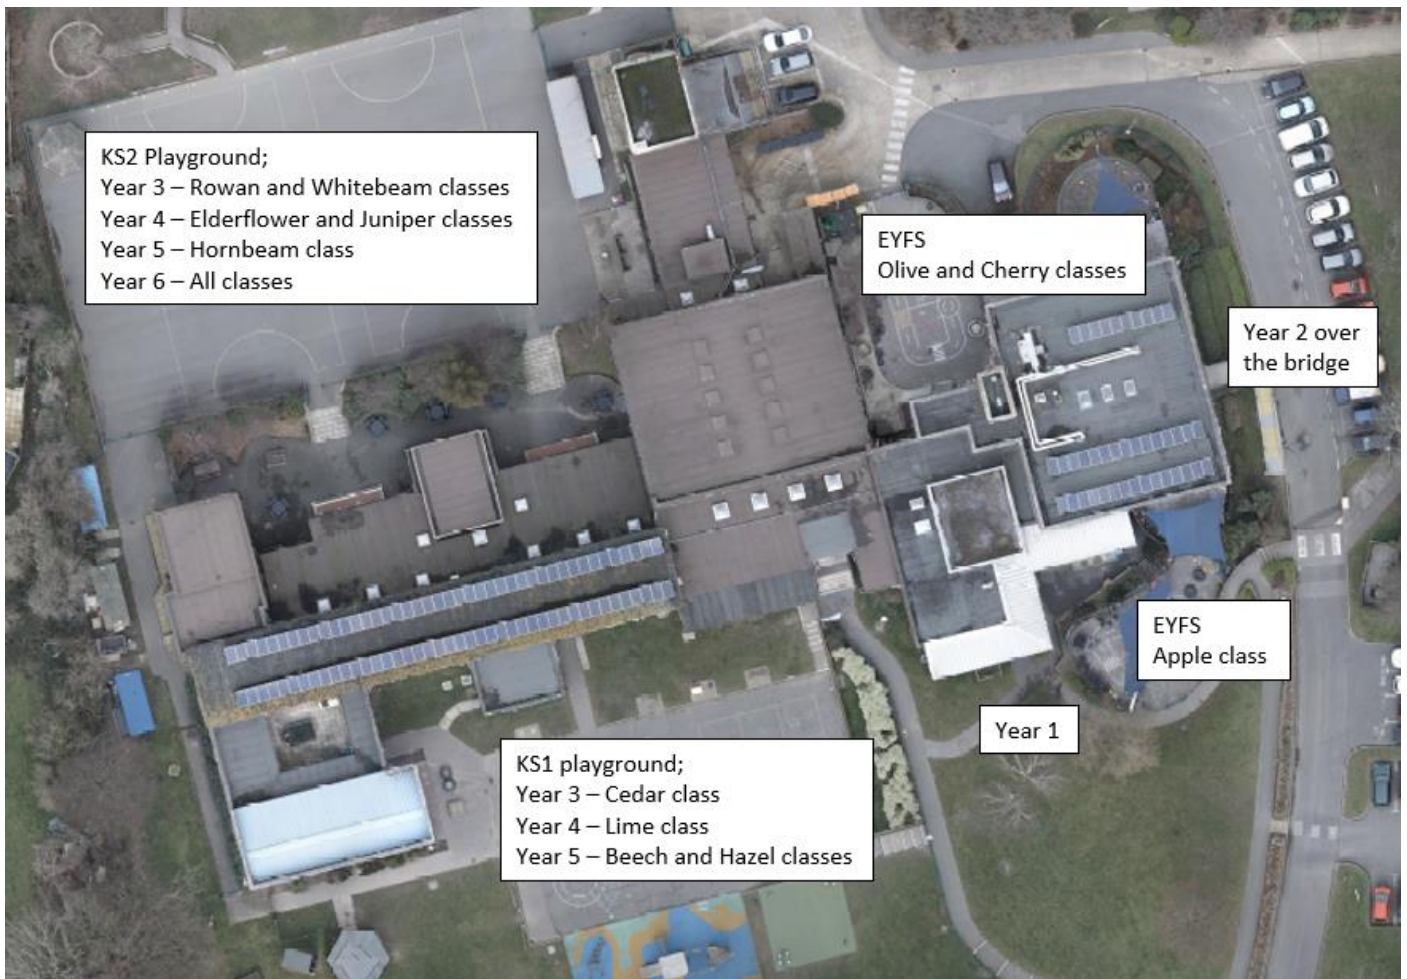 KS2 Playground;
Year 3 – Rowan and Whitebeam classes
Year 4 – Elderflower and Juniper classes
Year 5 – Hornbeam class
Year 6 – All classes
EYFS
Olive and Cherry classes
Year 2 over
the bridge
EYFS
Apple class
Year 1
KS1 playground;
Year 3 – Cedar class
Year 4 – Lime class
Year 5 – Beech and Hazel classes